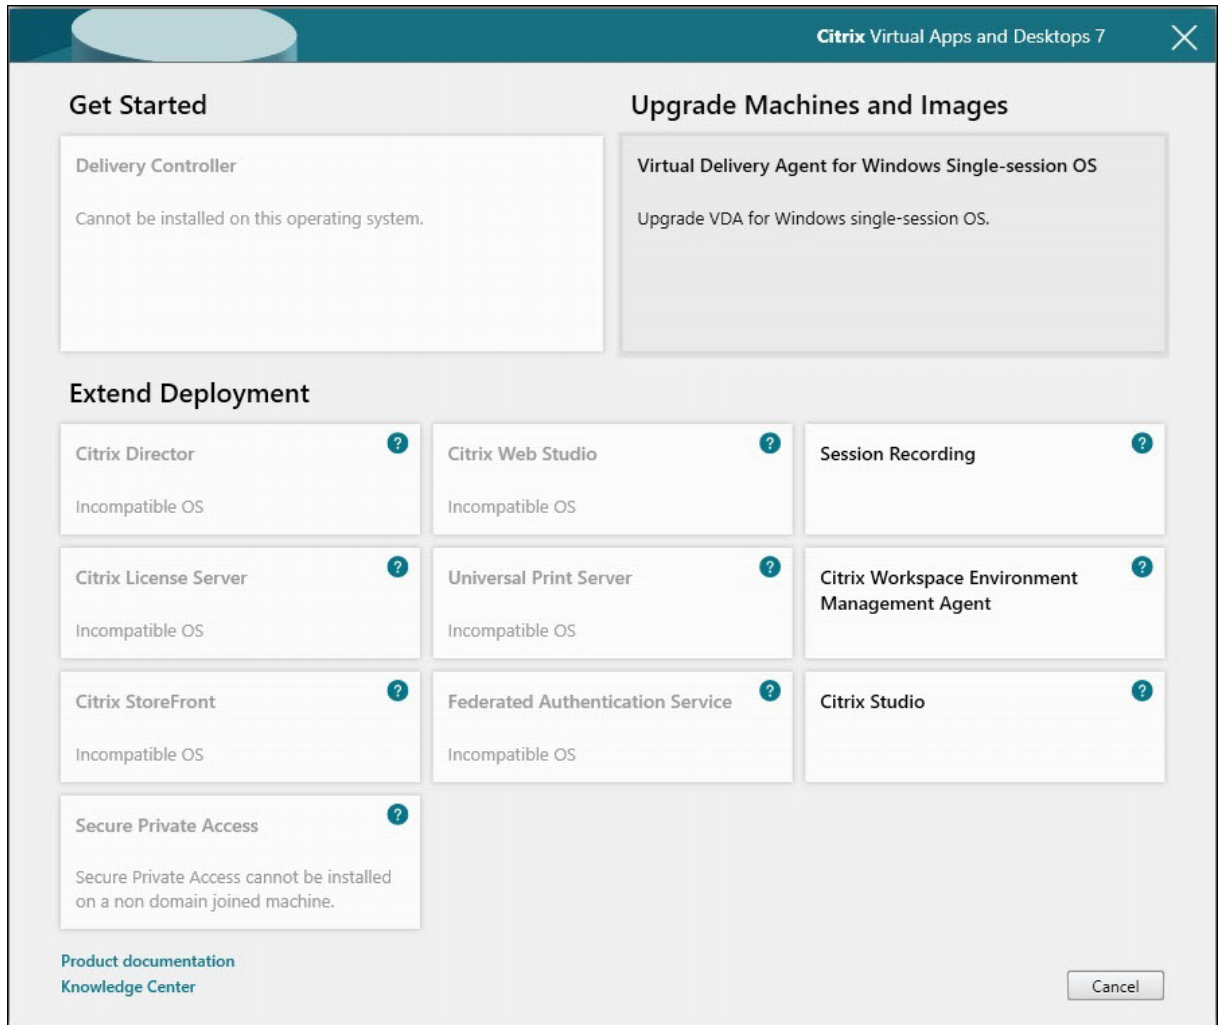 Citrix Virtual Apps and Desktops 7
Get Started
Delivery Controller
Cannot be installed on this operating system.
Upgrade Machines and Images
Virtual Delivery Agent for Windows Single-session OS
Upgrade VDA for Windows single-session OS.
Extend Deployment
Citrix Director
?
Incompatible OS
Citrix Web Studio
?
Incompatible OS
Session Recording
?
Citrix License Server
?
Incompatible OS
Universal Print Server
?
Incompatible OS
Citrix Workspace Environment
Management Agent
?
Citrix StoreFront
?
Incompatible OS
Federated Authentication Service
?
Incompatible OS
Citrix Studio
?
Secure Private Access
?
Secure Private Access cannot be installed
on a non domain joined machine.
Product documentation
Knowledge Center
Cancel